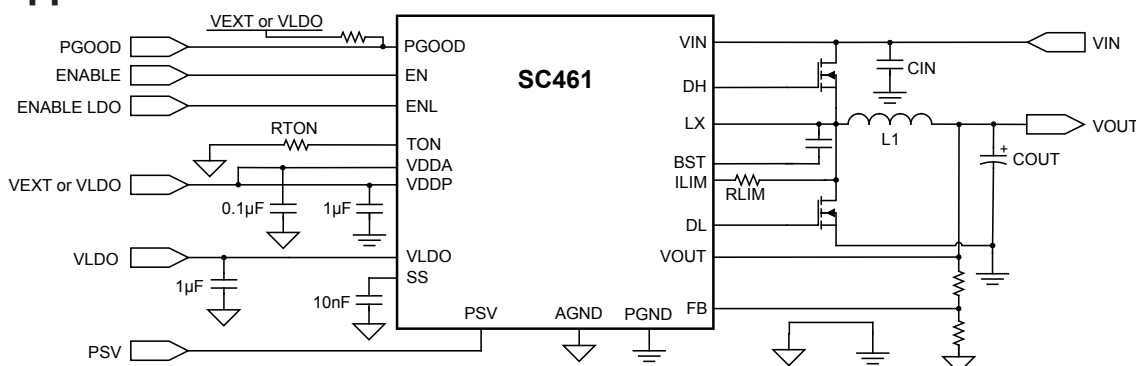 VEXT or VLDO
PGOOD
PGOOD
VIN
VIN
ENABLE
EN
SC461
CIN
DH
ENABLE LDO
ENL
RTON
LX
L1
VOUT
TON
VDDA
BST
COUT
+
VEXT or VLDO
VDDP
ILIM
RLIM
0.1µF
1µF
DL
VLDO
VLDO
VOUT
1µF
SS
10nF
PSV
AGND
PGND
FB
PSV